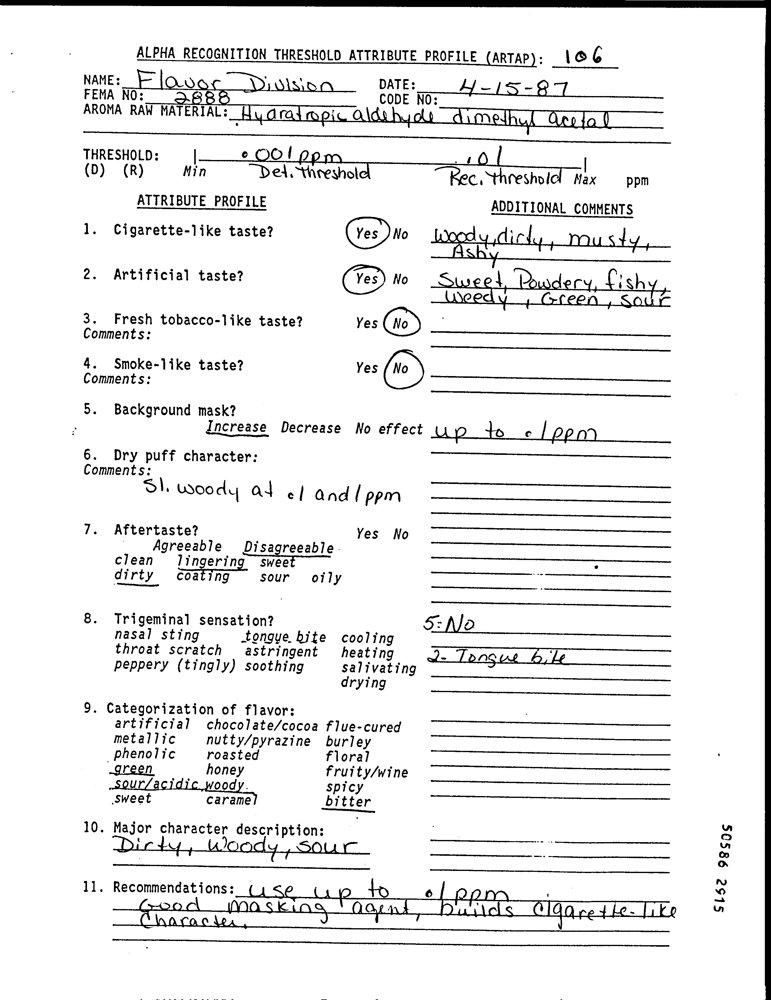 ALPHA RECOGNITION THRESHOLD ATTRIBUTE PROFILE (ARTAP): 106
NAME: Flavor Division DATE: 4-15-87
FEMA NO: 2888 CODE NO:
AROMA RAW MATERIAL: Hydratropic aldehyde dimethyl acetal
THRESHOLD: .001 ppm .01
(D) (R) Min Det. threshold Rec. threshold Max ppm
ATTRIBUTE PROFILE ADDITIONAL COMMENTS
1. Cigarette-like taste? Yes No Woody, dirty, musty,
Ashy
2. Artificial taste? Yes No Sweet, Powdery, fishy,
weedy, Green, sour
3. Fresh tobacco-like taste? Yes No
Comments:
4. Smoke-like taste? Yes No
Comments:
5. Background mask?
Increase Decrease No effect up to .1ppm
6. Dry puff character:
Comments:
Sl. woody at .1 and 1 ppm
7. Aftertaste? Yes No
Agreeable Disagreeable
clean lingering sweet
dirty coating sour oily
8. Trigeminal sensation? 5-No
nasal sting tongue bite cooling
throat scratch astringent heating 2- Tongue bite
peppery (tingly) soothing salivating
drying
9. Categorization of flavor:
artificial chocolate/cocoa flue-cured
metallic nutty/pyrazine burley
phenolic roasted floral
green honey fruity/wine
sour/acidic woody spicy
sweet caramel bitter
10. Major character description:
Dirty, Woody, sour
11. Recommendations: use up to .1 ppm
Good masking agent, builds cigarette-like
Character.
50586 2915